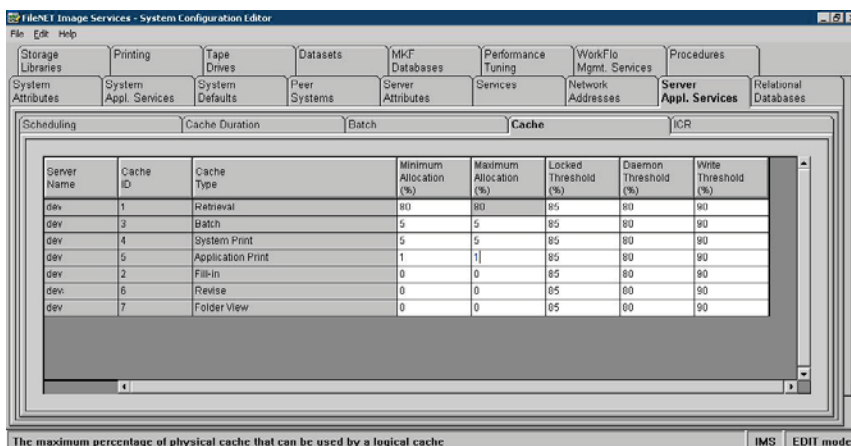 FileNET Image Services - System Configuration Editor
File Edit Help
Storage Libraries Printing Tape Drives Datasets MKF Databases Performance Tuning WorkFlo Mgmt. Services Procedures
System Attributes System Appl. Services System Defaults Peer Systems Server Attributes Services Network Addresses Server Appl. Services Relational Databases
Scheduling Cache Duration Batch Cache ICR
Server Name Cache ID Cache Type Minimum Allocation (%) Maximum Allocation (%) Locked Threshold (%) Daemon Threshold (%) Write Threshold (%)
dev 1 Retrieval 80 80 85 80 90
dev 3 Batch 5 5 85 80 90
dev 4 System Print 5 5 85 80 90
dev 5 Application Print 1 1 85 80 90
dev 2 Fill-in 0 0 85 80 90
dev 6 Revise 0 0 85 80 90
dev 7 Folder View 0 0 85 80 90
The maximum percentage of physical cache that can be used by a logical cache IMS EDIT mode